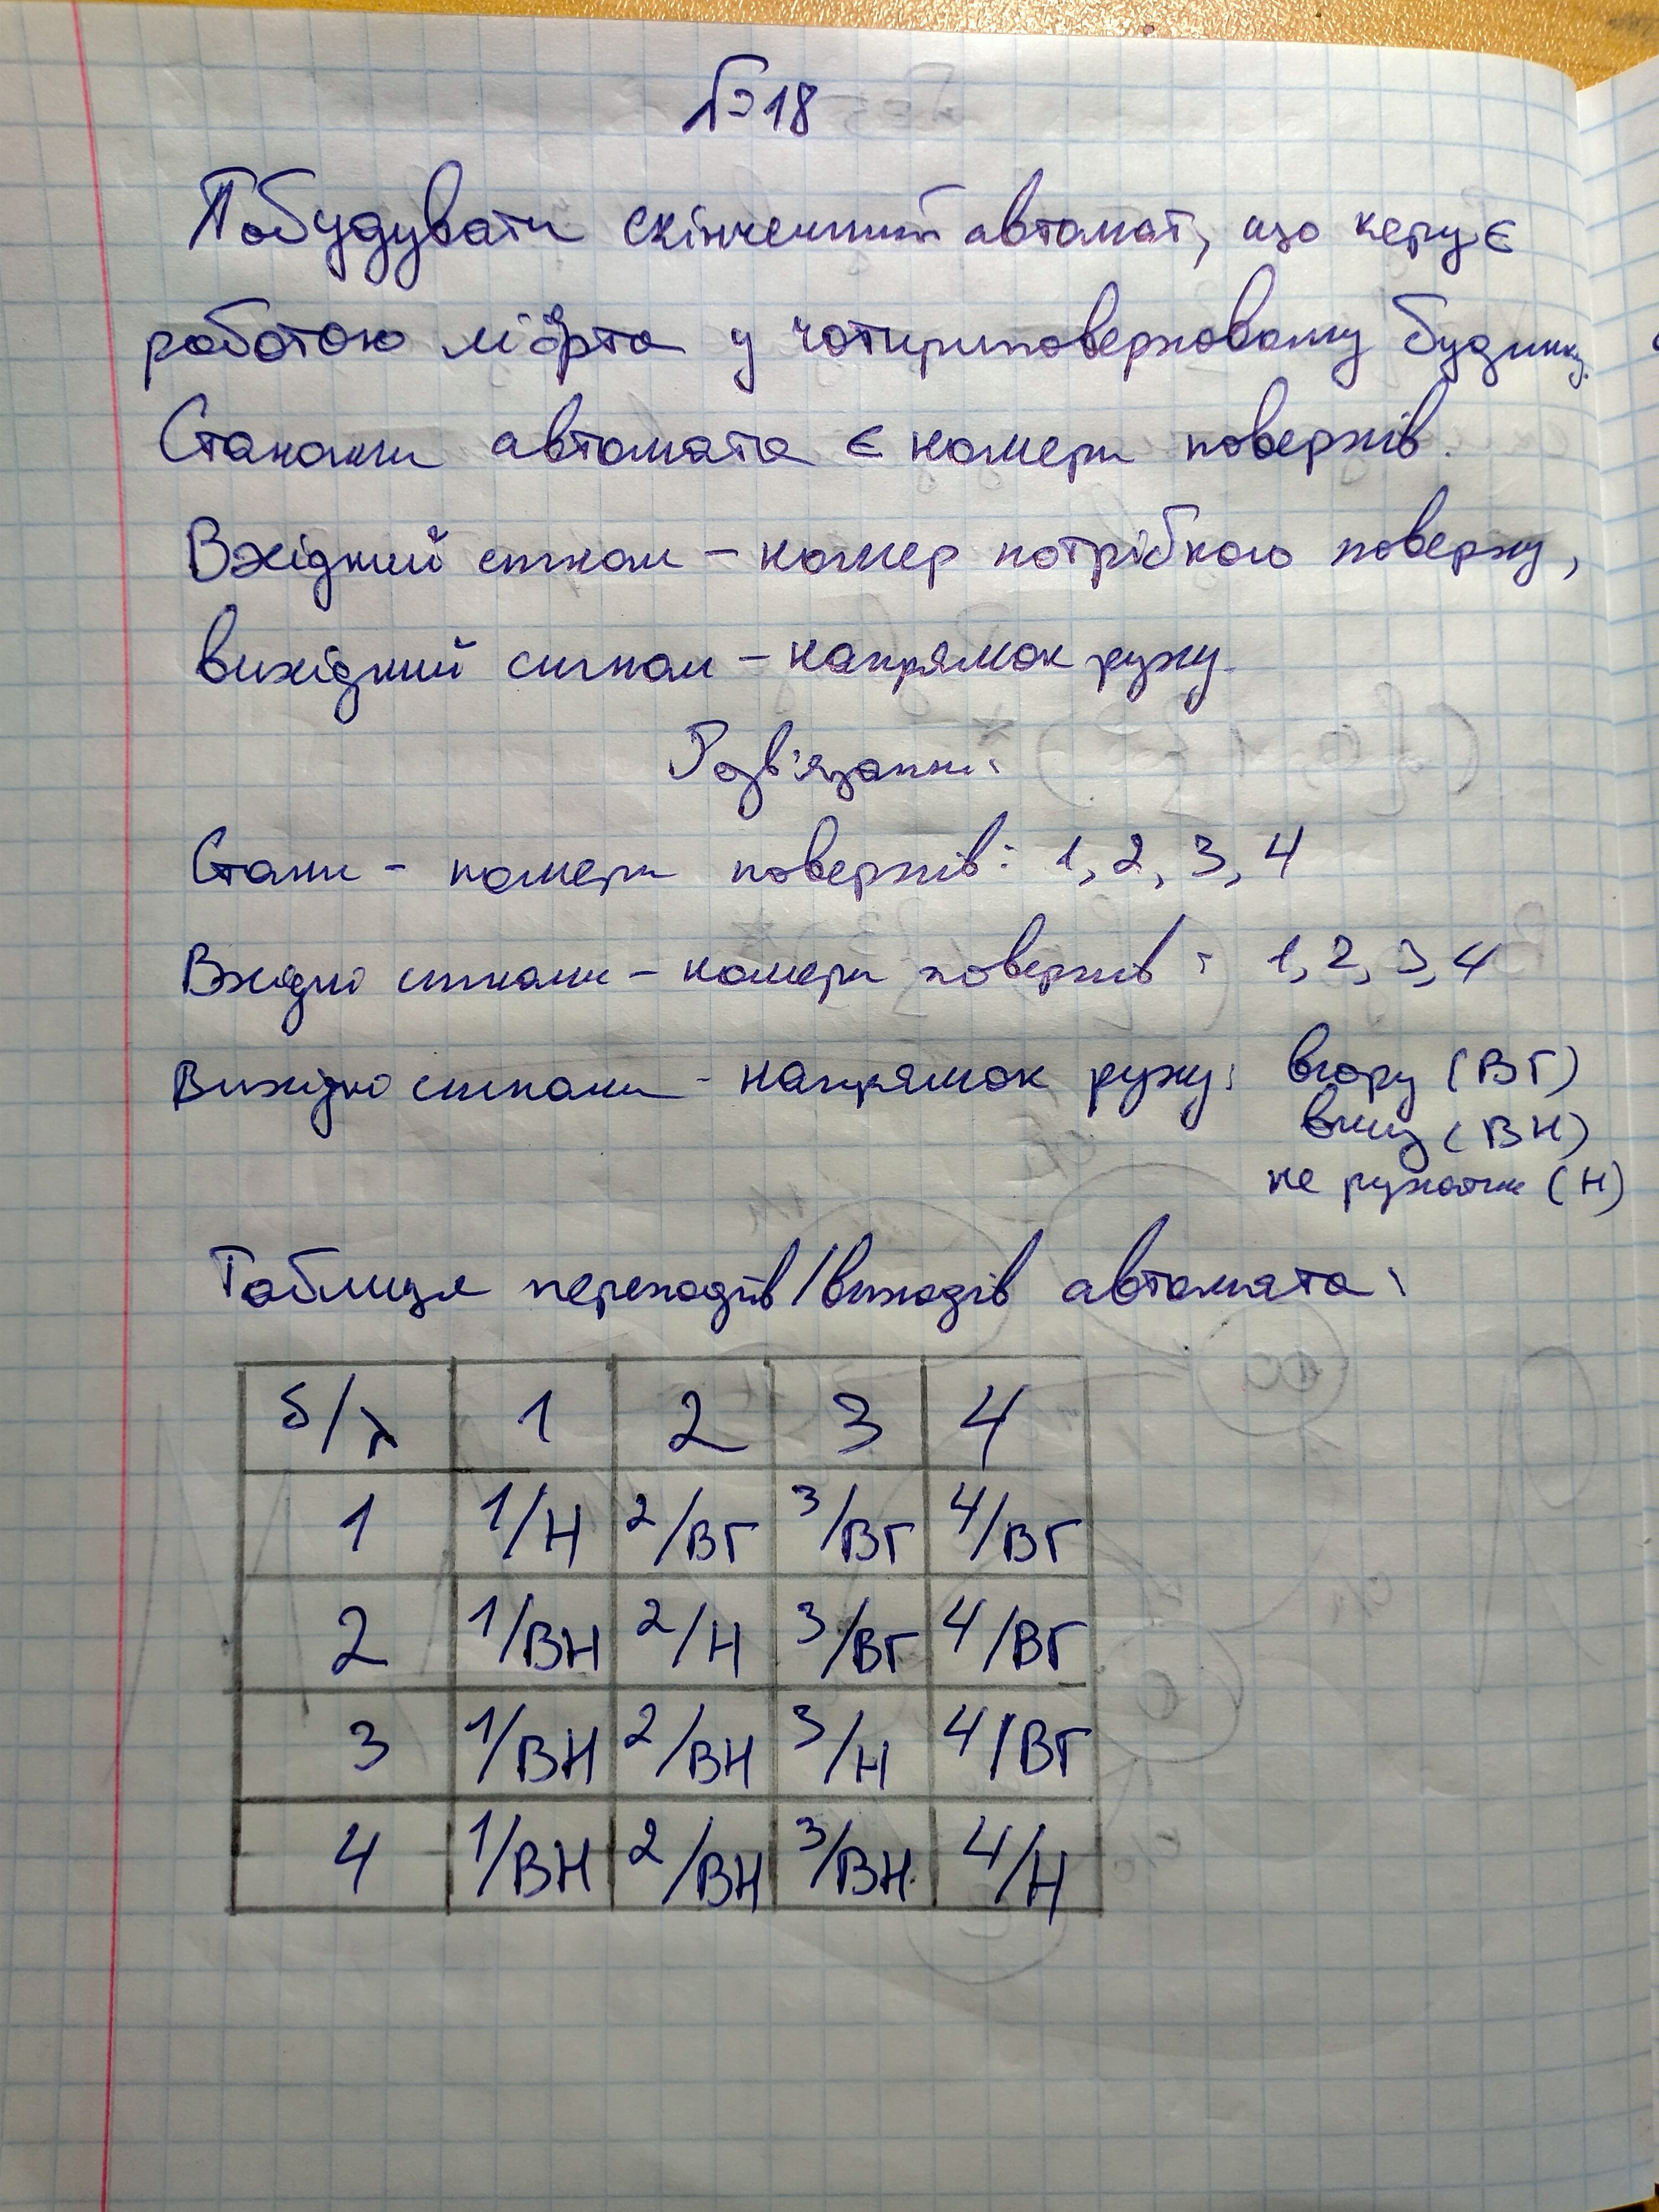 №18
Побудувати скінченний автомат, що керує
роботою ліфта у чотириповерховому будинку.
Станами автомата є номери поверхів.
Вхідний сигнал – номер потрібного поверху,
вихідний сигнал – напрямок руху.
Розв'язання:
Стани – номери поверхів: 1, 2, 3, 4
Вхідні сигнали – номери поверхів: 1, 2, 3, 4
Вихідні сигнали - напрямок руху: вгору (ВГ)
вниз (ВН)
не рухатись (Н)
Таблиця переходів/виходів автомата:
δ/λ 1 2 3 4
1 1/Н 2/ВГ 3/ВГ 4/ВГ
2 1/ВН 2/Н 3/ВГ 4/ВГ
3 1/ВН 2/ВН 3/Н 4/ВГ
4 1/ВН 2/ВН 3/ВН 4/Н